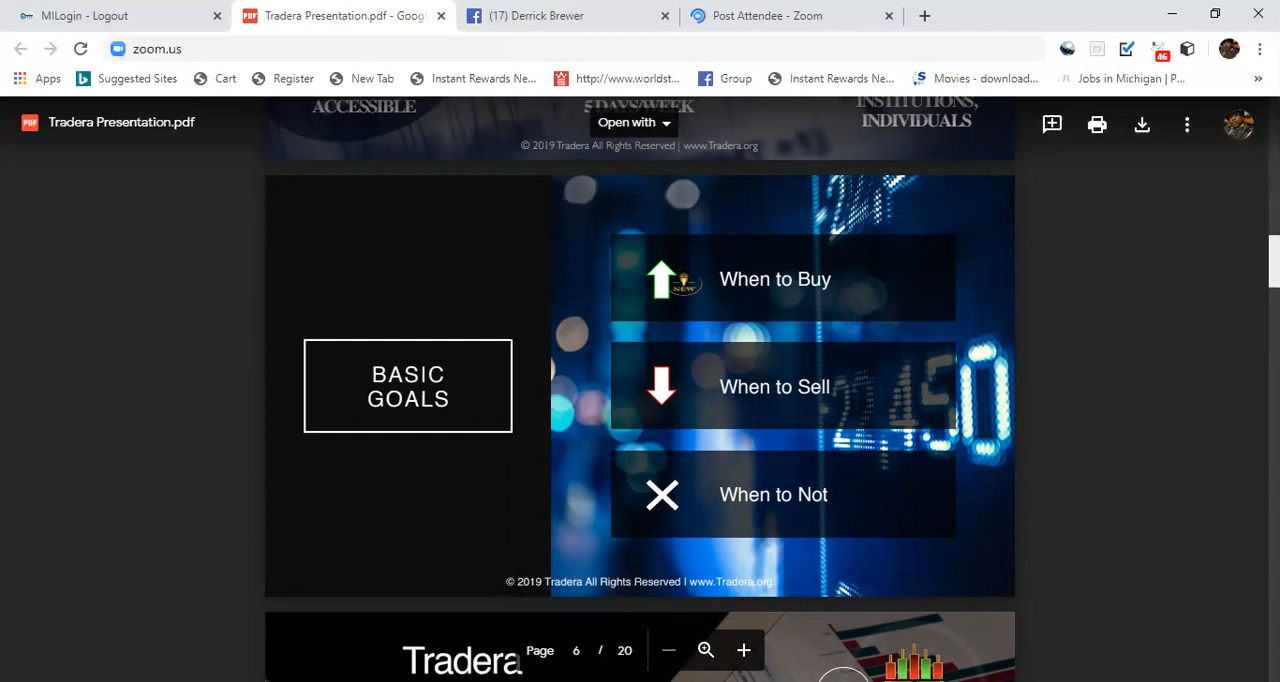 MILogin - Logout
Tradera Presentation.pdf - Googl
(17) Derrick Brewer
Post Attendee - Zoom
zoom.us
46
Apps
Suggested Sites
Cart
Register
New Tab
Instant Rewards Ne...
http://www.worldst...
Group
Instant Rewards Ne...
Movies - download...
Jobs in Michigan | P...
»
PDF
Tradera Presentation.pdf
Open with
ACCESSIBLE
5 DAYS/WEEK
INSTITUTIONS,
INDIVIDUALS
© 2019 Tradera All Rights Reserved | www.Tradera.org
BASIC
GOALS
When to Buy
NEW
When to Sell
When to Not
21450
© 2019 Tradera All Rights Reserved | www.Tradera.org
Tradera
Page 6 / 20